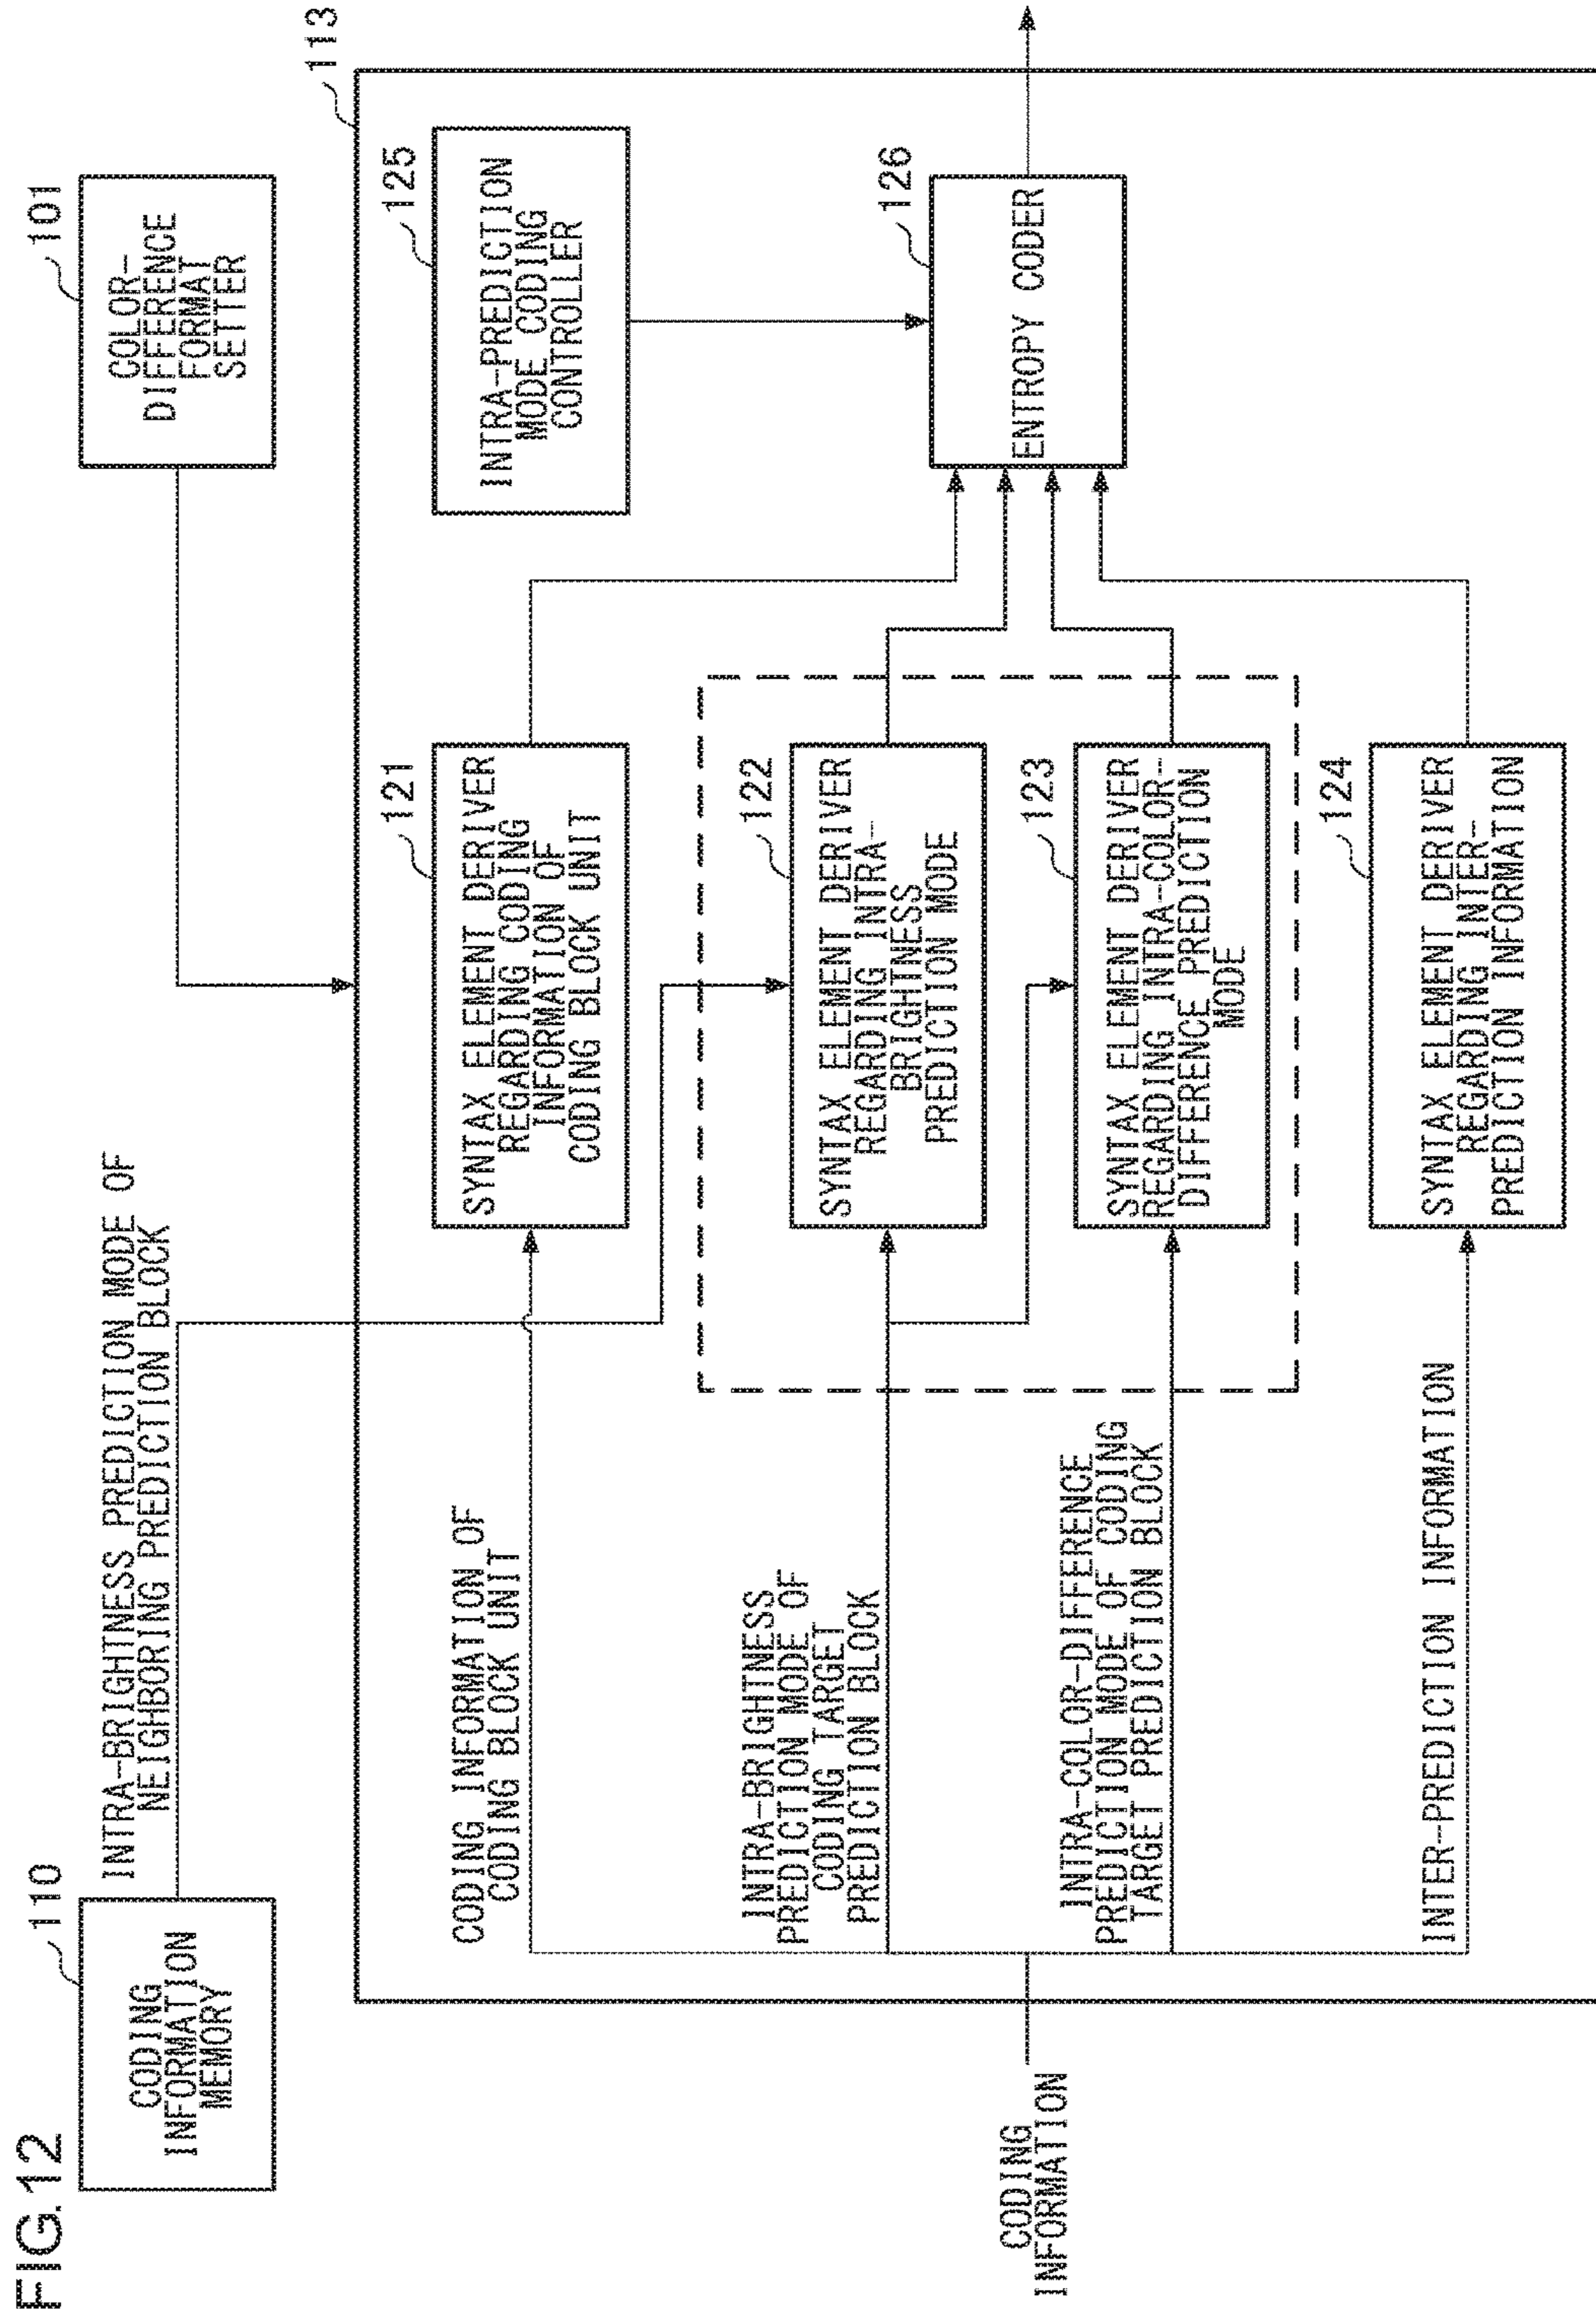 FIG.12
110
CODING
INFORMATION
MEMORY
INTRA-BRIGHTNESS PREDICTION MODE OF
NEIGHBORING PREDICTION BLOCK
101
COLOR-
DIFFERENCE
FORMAT
SETTER
113
CODING INFORMATION OF
CODING BLOCK UNIT
121
SYNTAX ELEMENT DERIVER
REGARDING CODING
INFORMATION OF
CODING BLOCK UNIT
125
INTRA-PREDICTION
MODE CODING
CONTROLLER
INTRA-BRIGHTNESS
PREDICTION MODE OF
CODING TARGET
PREDICTION BLOCK
122
SYNTAX ELEMENT DERIVER
REGARDING INTRA-
BRIGHTNESS
PREDICTION MODE
126
ENTROPY CODER
CODING
INFORMATION
INTRA-COLOR-DIFFERENCE
PREDICTION MODE OF CODING
TARGET PREDICTION BLOCK
123
SYNTAX ELEMENT DERIVER
REGARDING INTRA-COLOR-
DIFFERENCE PREDICTION
MODE
INTER-PREDICTION INFORMATION
124
SYNTAX ELEMENT DERIVER
REGARDING INTER-
PREDICTION INFORMATION